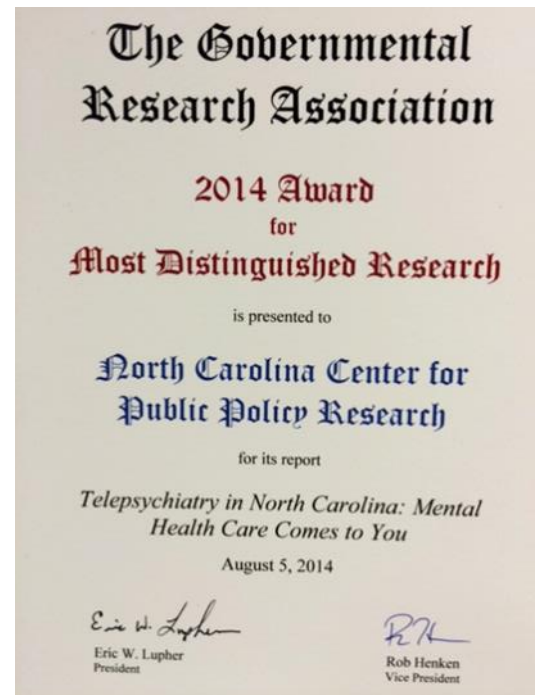 The Governmental
Research Association
2014 Award
for
Most Distinguished Research
is presented to
North Carolina Center for
Public Policy Research
for its report
Telepsychiatry in North Carolina: Mental
Health Care Comes to You
August 5, 2014
Eric W. Lupher
Eric W. Lupher
President
Rob Henken
Vice President